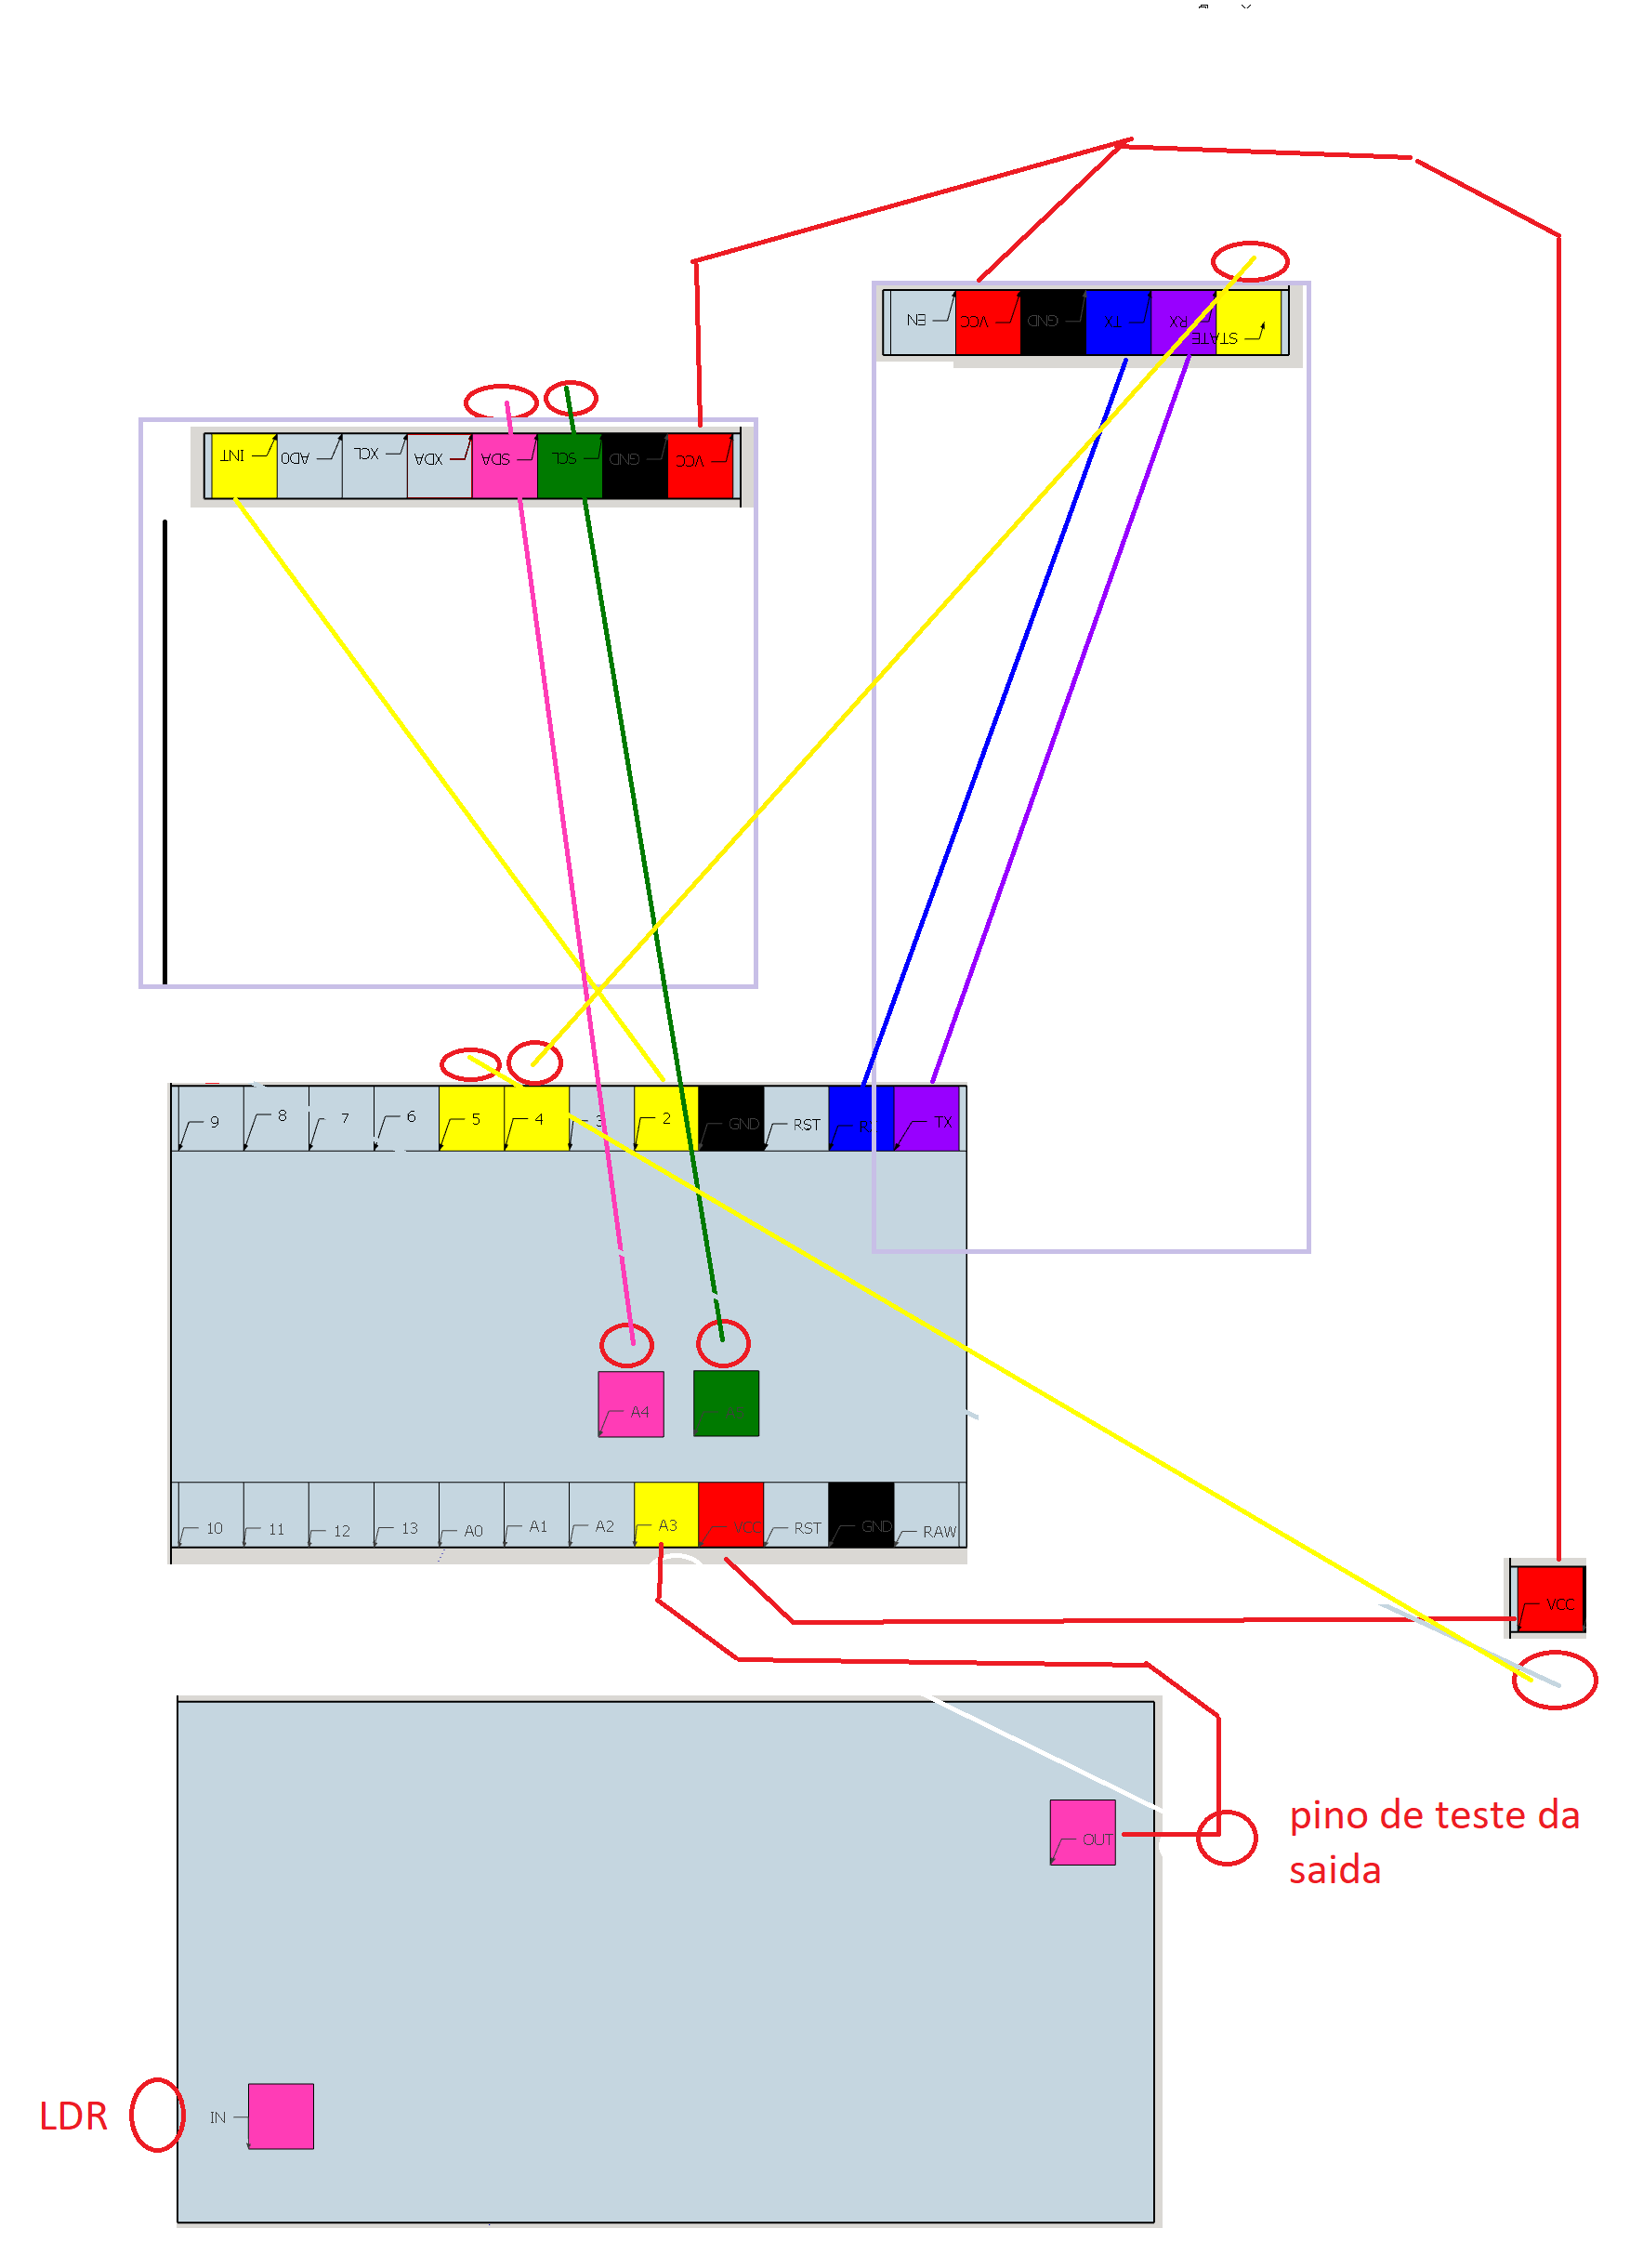 EN
VCC
GND
TX
RX
STATE
INT
AD0
XCL
XDA
SDA
SCL
GND
VCC
9
8
7
6
5
4
3
2
GND
RST
TX
A4
A5
10
11
12
13
A0
A1
A2
A3
VCC
RST
GND
RAW
VCC
OUT
pino de teste da
saida
LDR
IN